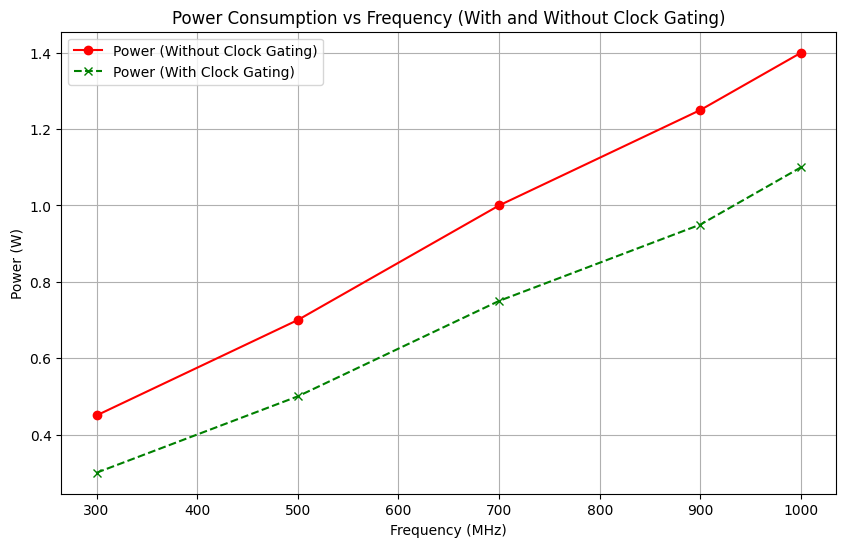 Power Consumption vs Frequency (With and Without Clock Gating)
Power (Without Clock Gating)
Power (With Clock Gating)
Power (W)
1.4
1.2
1.0
0.8
0.6
0.4
300 400 500 600 700 800 900 1000
Frequency (MHz)